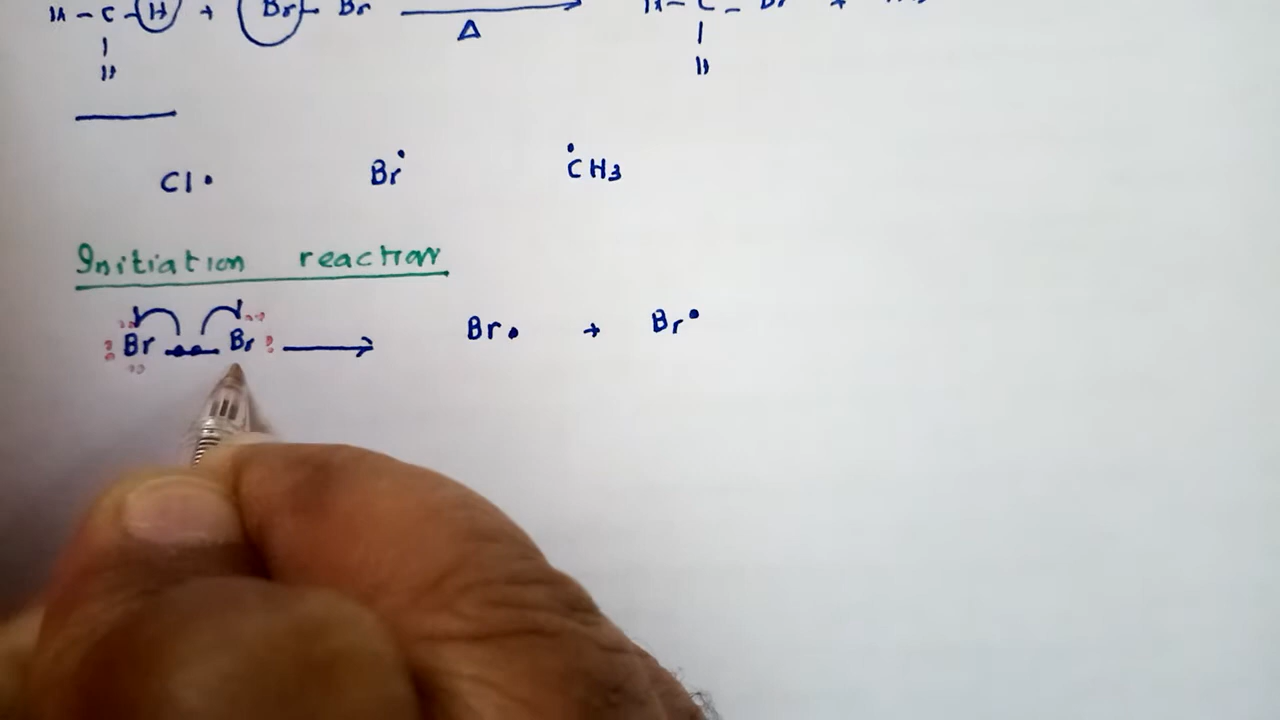 H - C - H + Br - Br → H - C - Br +
Δ
Cl• Br• •CH3
Initiation reaction
Br •• Br → Br• + Br•